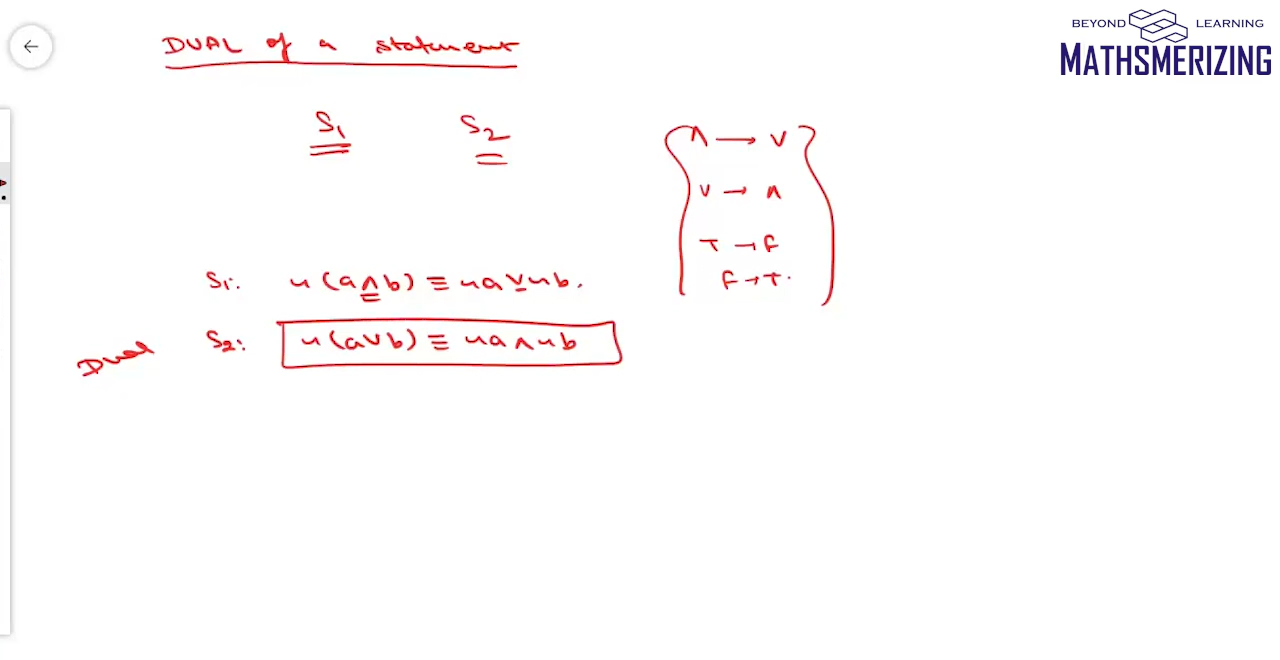 BEYOND LEARNING
MATHSMERIZING
DUAL of a statement
S₁ S₂
∧ → ∨
∨ → ∧
T → F
F → T.
S₁: ~(a∧b) ≡ ~a∨~b.
Dual S₂: ~(a∨b) ≡ ~a∧~b